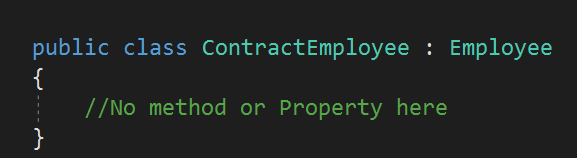 public class ContractEmployee : Employee
{
//No method or Property here
}